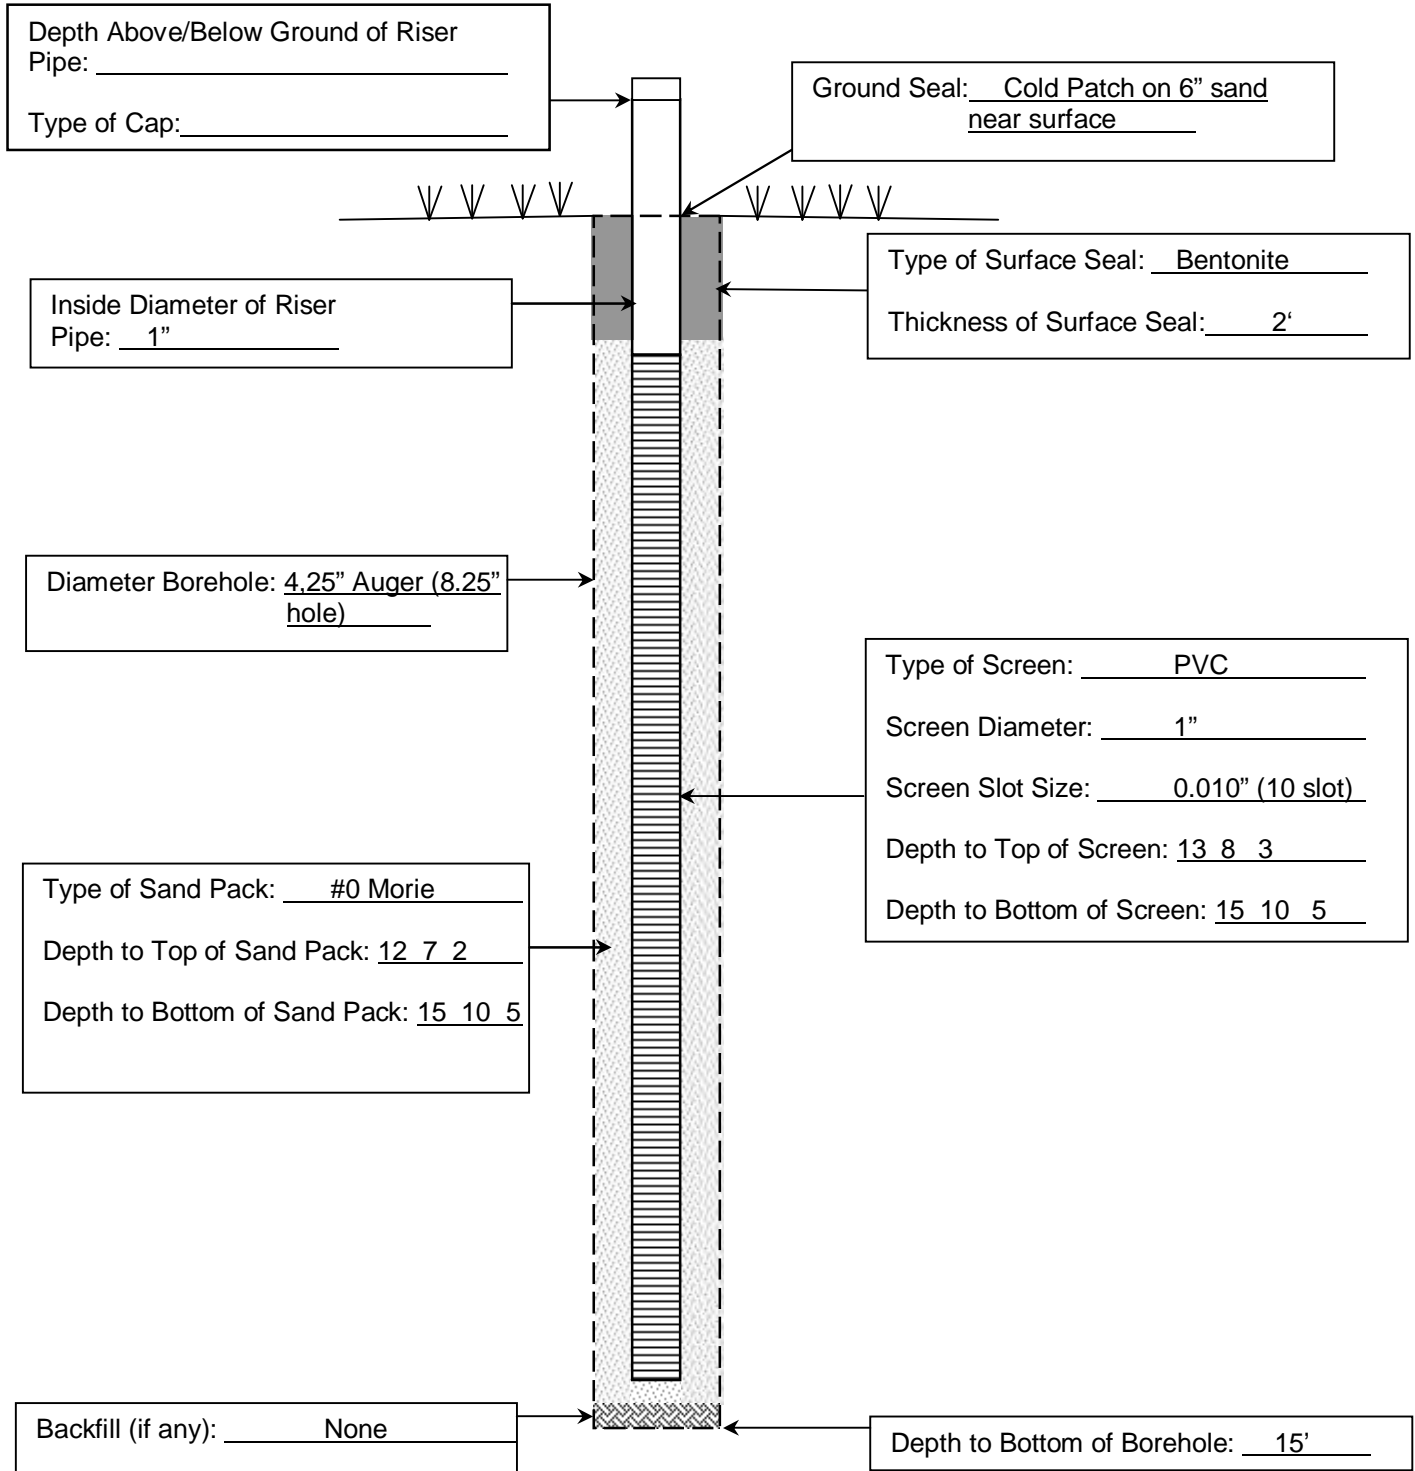 Depth Above/Below Ground of Riser
Pipe:
Type of Cap:
Ground Seal: Cold Patch on 6” sand
near surface
Type of Surface Seal: Bentonite
Thickness of Surface Seal: 2‘
Inside Diameter of Riser
Pipe: 1”
Diameter Borehole: 4,25” Auger (8.25”
hole)
Type of Screen: PVC
Screen Diameter: 1”
Screen Slot Size: 0.010” (10 slot)
Depth to Top of Screen: 13 8 3
Depth to Bottom of Screen: 15 10 5
Type of Sand Pack: #0 Morie
Depth to Top of Sand Pack: 12 7 2
Depth to Bottom of Sand Pack: 15 10 5
Backfill (if any): None
Depth to Bottom of Borehole: 15’